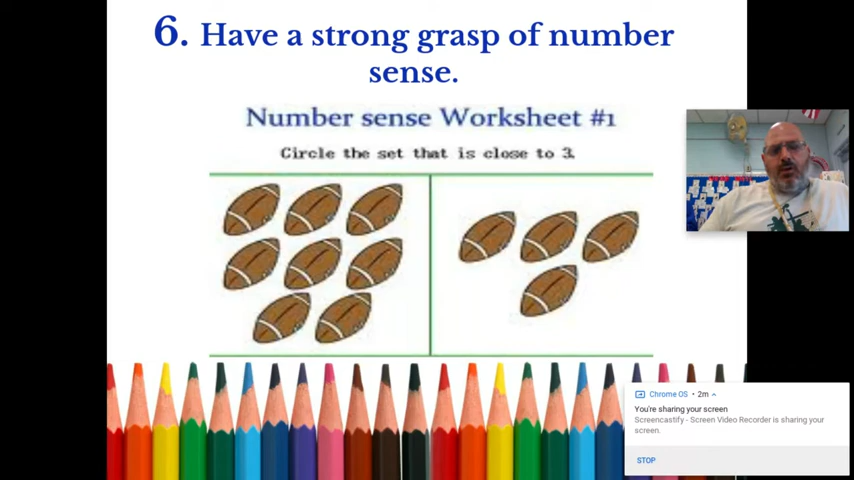 6. Have a strong grasp of number
sense.
Number sense Worksheet #1
Circle the set that is close to 3.
Chrome OS • 2m
You're sharing your screen
Screencastify - Screen Video Recorder is sharing your
screen.
STOP